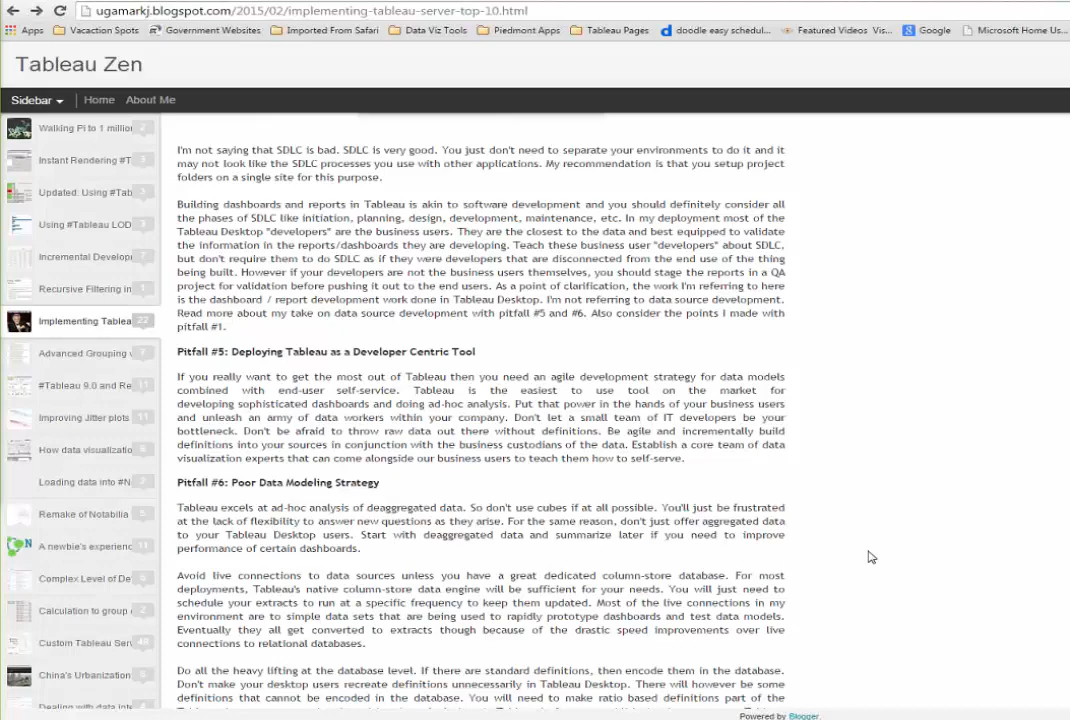 ugamarkj.blogspot.com/2015/02/implementing-tableau-server-top-10.html
Apps Vacaction Spots Government Websites Imported From Safari Data Viz Tools Piedmont Apps Tableau Pages doodle easy schedul... Featured Videos Vis... Google Microsoft Home Us...
Tableau Zen
Sidebar Home About Me
Walking Pi to 1 million 2
Instant Rendering #T 3
Updated: Using #Tab 3
Using #Tableau LOD 3
Incremental Develop 7
Recursive Filtering in 1
Implementing Tablea 22
Advanced Grouping
#Tableau 9.0 and Re 11
Improving Jitter plots 11
How data visualizatio
Loading data into #N 2
Remake of Notabilia 5
A newbie's experienc 11
Complex Level of De
Calculation to group 2
Custom Tableau Serv 48
China's Urbanization
Dealing with data inte
I'm not saying that SDLC is bad. SDLC is very good. You just don't need to separate your environments to do it and it
may not look like the SDLC processes you use with other applications. My recommendation is that you setup project
folders on a single site for this purpose.
Building dashboards and reports in Tableau is akin to software development and you should definitely consider all
the phases of SDLC like initiation, planning, design, development, maintenance, etc. In my deployment most of the
Tableau Desktop "developers" are the business users. They are the closest to the data and best equipped to validate
the information in the reports/dashboards they are developing. Teach these business user "developers" about SDLC,
but don't require them to do SDLC as if they were developers that are disconnected from the end use of the thing
being built. However if your developers are not the business users themselves, you should stage the reports in a QA
project for validation before pushing it out to the end users. As a point of clarification, the work I'm referring to here
is the dashboard / report development work done in Tableau Desktop. I'm not referring to data source development.
Read more about my take on data source development with pitfall #5 and #6. Also consider the points I made with
pitfall #1.
Pitfall #5: Deploying Tableau as a Developer Centric Tool
If you really want to get the most out of Tableau then you need an agile development strategy for data models
combined with end-user self-service. Tableau is the easiest to use tool on the market for
developing sophisticated dashboards and doing ad-hoc analysis. Put that power in the hands of your business users
and unleash an army of data workers within your company. Don't let a small team of IT developers be your
bottleneck. Don't be afraid to throw raw data out there without definitions. Be agile and incrementally build
definitions into your sources in conjunction with the business custodians of the data. Establish a core team of data
visualization experts that can come alongside our business users to teach them how to self-serve.
Pitfall #6: Poor Data Modeling Strategy
Tableau excels at ad-hoc analysis of deaggregated data. So don't use cubes if at all possible. You'll just be frustrated
at the lack of flexibility to answer new questions as they arise. For the same reason, don't just offer aggregated data
to your Tableau Desktop users. Start with deaggregated data and summarize later if you need to improve
performance of certain dashboards.
Avoid live connections to data sources unless you have a great dedicated column-store database. For most
deployments, Tableau's native column-store data engine will be sufficient for your needs. You will just need to
schedule your extracts to run at a specific frequency to keep them updated. Most of the live connections in my
environment are to simple data sets that are being used to rapidly prototype dashboards and test data models.
Eventually they all get converted to extracts though because of the drastic speed improvements over live
connections to relational databases.
Do all the heavy lifting at the database level. If there are standard definitions, then encode them in the database.
Don't make your desktop users recreate definitions unnecessarily in Tableau Desktop. There will however be some
definitions that cannot be encoded in the database. You will need to make ratio based definitions part of the
Powered by Blogger.